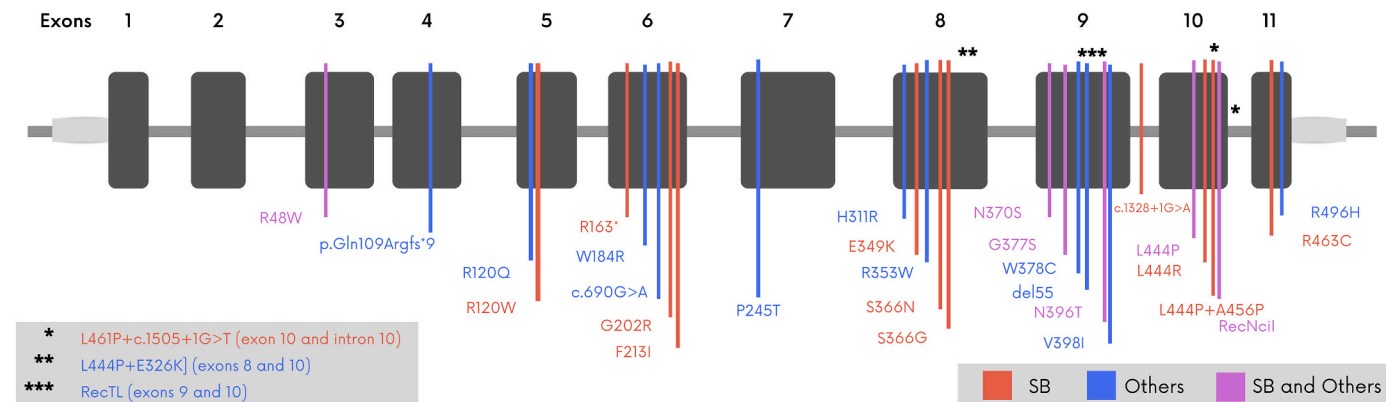 Exons 1 2 3 4 5 6 7 8 9 10 11
** *** * *
R48W
p.Gln109Argfs*9
R120Q
R120W
R163*
W184R
c.690G>A
G202R
F213I
P245T
H311R
E349K
R353W
S366N
S366G
N370S
G377S
W378C
del55
N396T
V398I
c.1328+1G>A
L444P
L444R
L444P+A456P
RecNciI
R496H
R463C
* L461P+c.1505+1G>T (exon 10 and intron 10)
** L444P+E326K] (exons 8 and 10)
*** RecTL (exons 9 and 10)
SB Others SB and Others